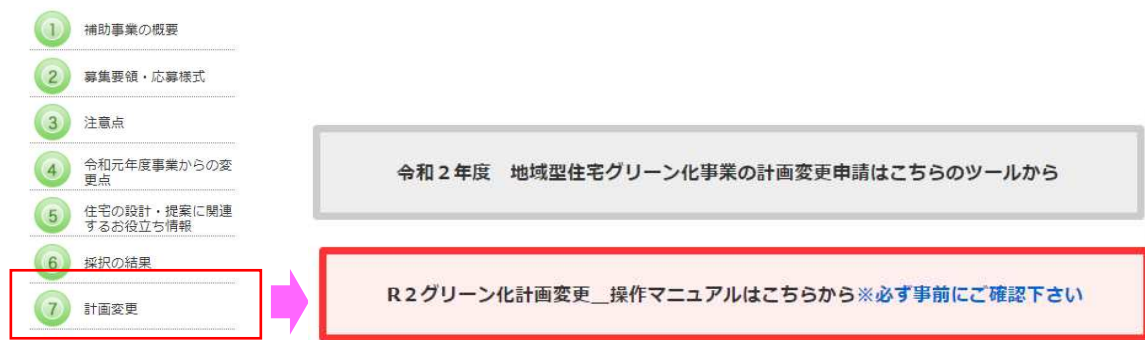 1 補助事業の概要
2 募集要領・応募様式
3 注意点
4 令和元年度事業からの変
更点
5 住宅の設計・提案に関連
するお役立ち情報
6 採択の結果
7 計画変更
令和２年度　地域型住宅グリーン化事業の計画変更申請はこちらのツールから
R２グリーン化計画変更＿操作マニュアルはこちらから※必ず事前にご確認下さい